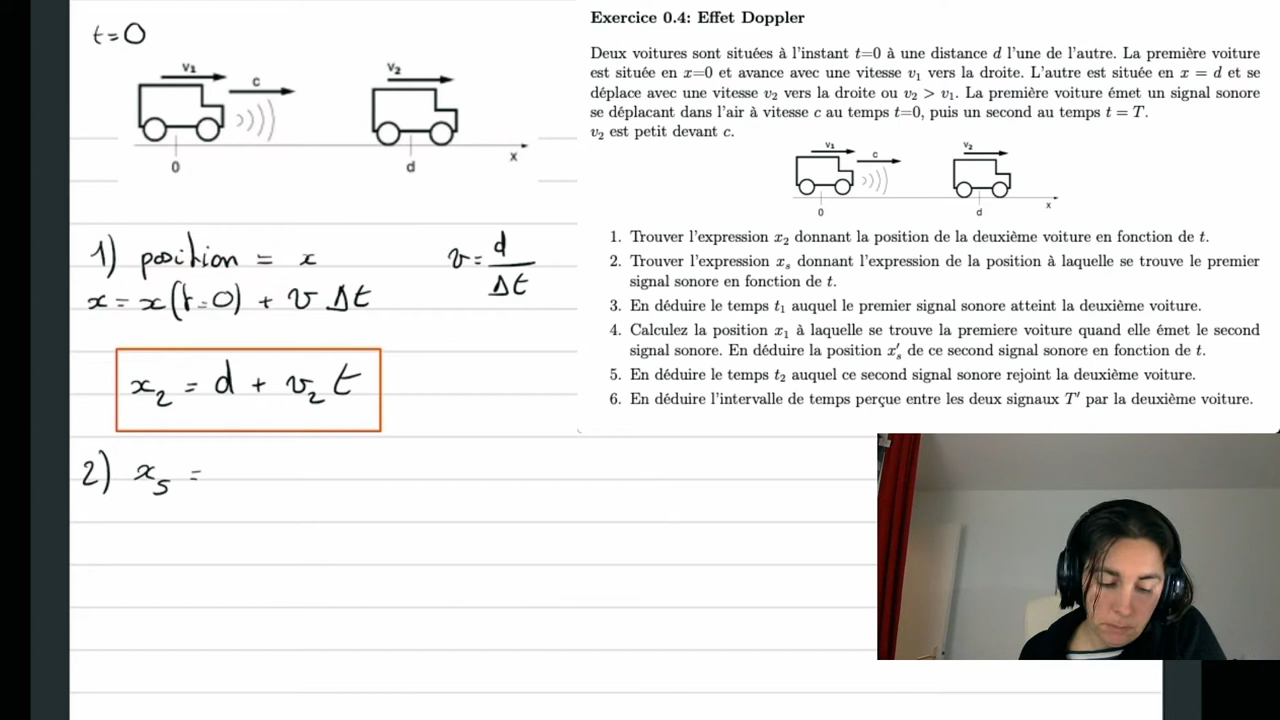 t=0
v₁
c
v₂
0
d
x
1) position = x
v = d
Δt
x = x(t=0) + v Δt
x₂ = d + v₂ t
2) xₛ =
Exercice 0.4: Effet Doppler
Deux voitures sont situées à l'instant t=0 à une distance d l'une de l'autre. La première voiture
est située en x=0 et avance avec une vitesse v₁ vers la droite. L'autre est située en x = d et se
déplace avec une vitesse v₂ vers la droite ou v₂ > v₁. La première voiture émet un signal sonore
se déplacant dans l'air à vitesse c au temps t=0, puis un second au temps t = T.
v₂ est petit devant c.
v₁
c
v₂
0
d
x
1. Trouver l'expression x₂ donnant la position de la deuxième voiture en fonction de t.
2. Trouver l'expression xₛ donnant l'expression de la position à laquelle se trouve le premier
signal sonore en fonction de t.
3. En déduire le temps t₁ auquel le premier signal sonore atteint la deuxième voiture.
4. Calculez la position x₁ à laquelle se trouve la premiere voiture quand elle émet le second
signal sonore. En déduire la position x′ₛ de ce second signal sonore en fonction de t.
5. En déduire le temps t₂ auquel ce second signal sonore rejoint la deuxième voiture.
6. En déduire l'intervalle de temps perçue entre les deux signaux T′ par la deuxième voiture.